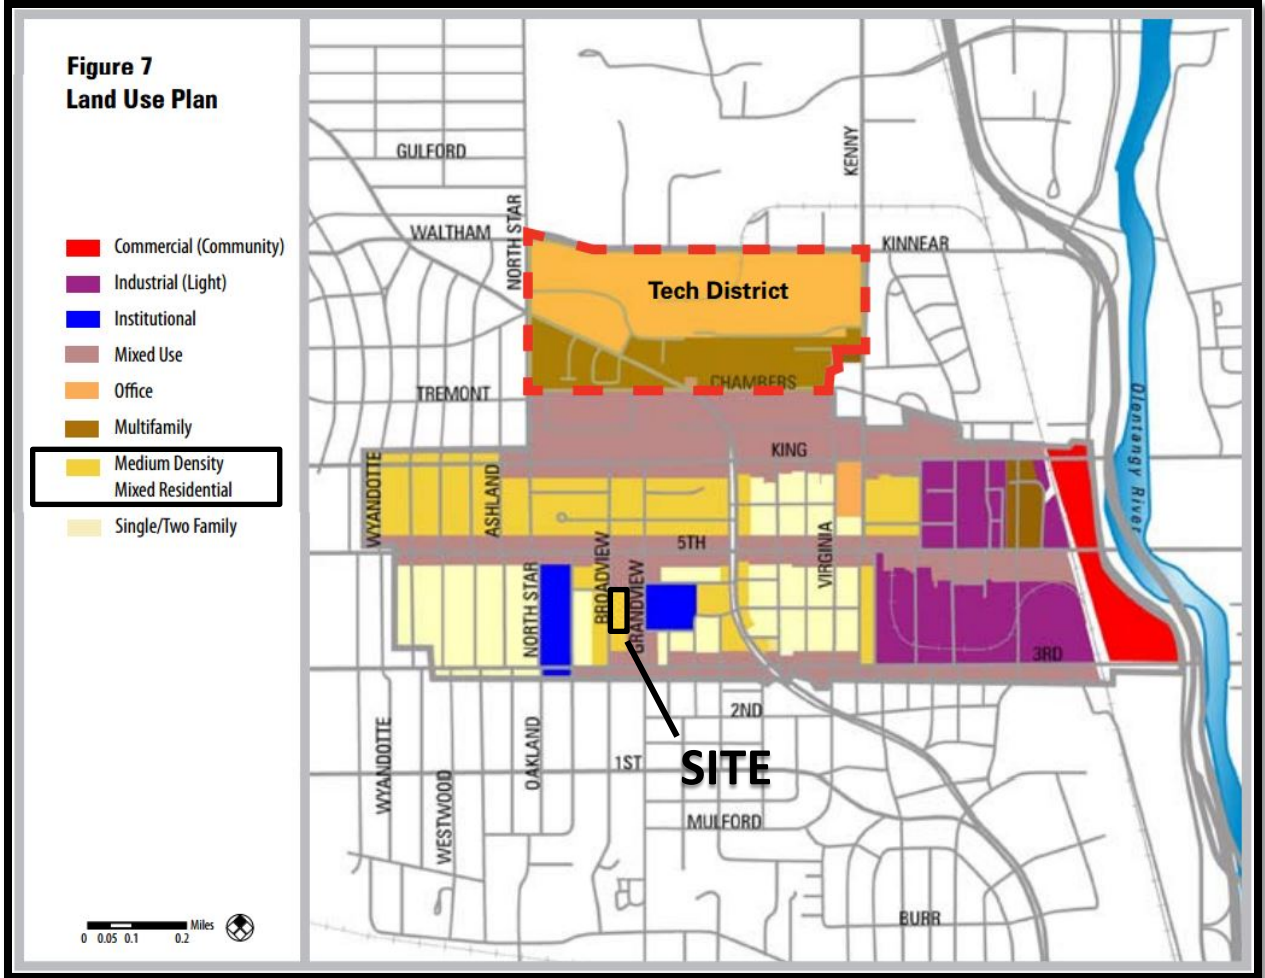 Figure 7
Land Use Plan
Commercial (Community)
Industrial (Light)
Institutional
Mixed Use
Office
Multifamily
Medium Density
Mixed Residential
Single/Two Family
Miles
0 0.05 0.1 0.2
GULFORD
KENNY
WALTHAM
NORTH STAR
KINNEAR
Tech District
CHAMBERS
TREMONT
Olentangy River
KING
WYANDOTTE
ASHLAND
5TH
VIRGINIA
BROADVIEW
GRANDVIEW
NORTH STAR
3RD
2ND
WYANDOTTE
OAKLAND
1ST
SITE
WESTWOOD
MULFORD
BURR